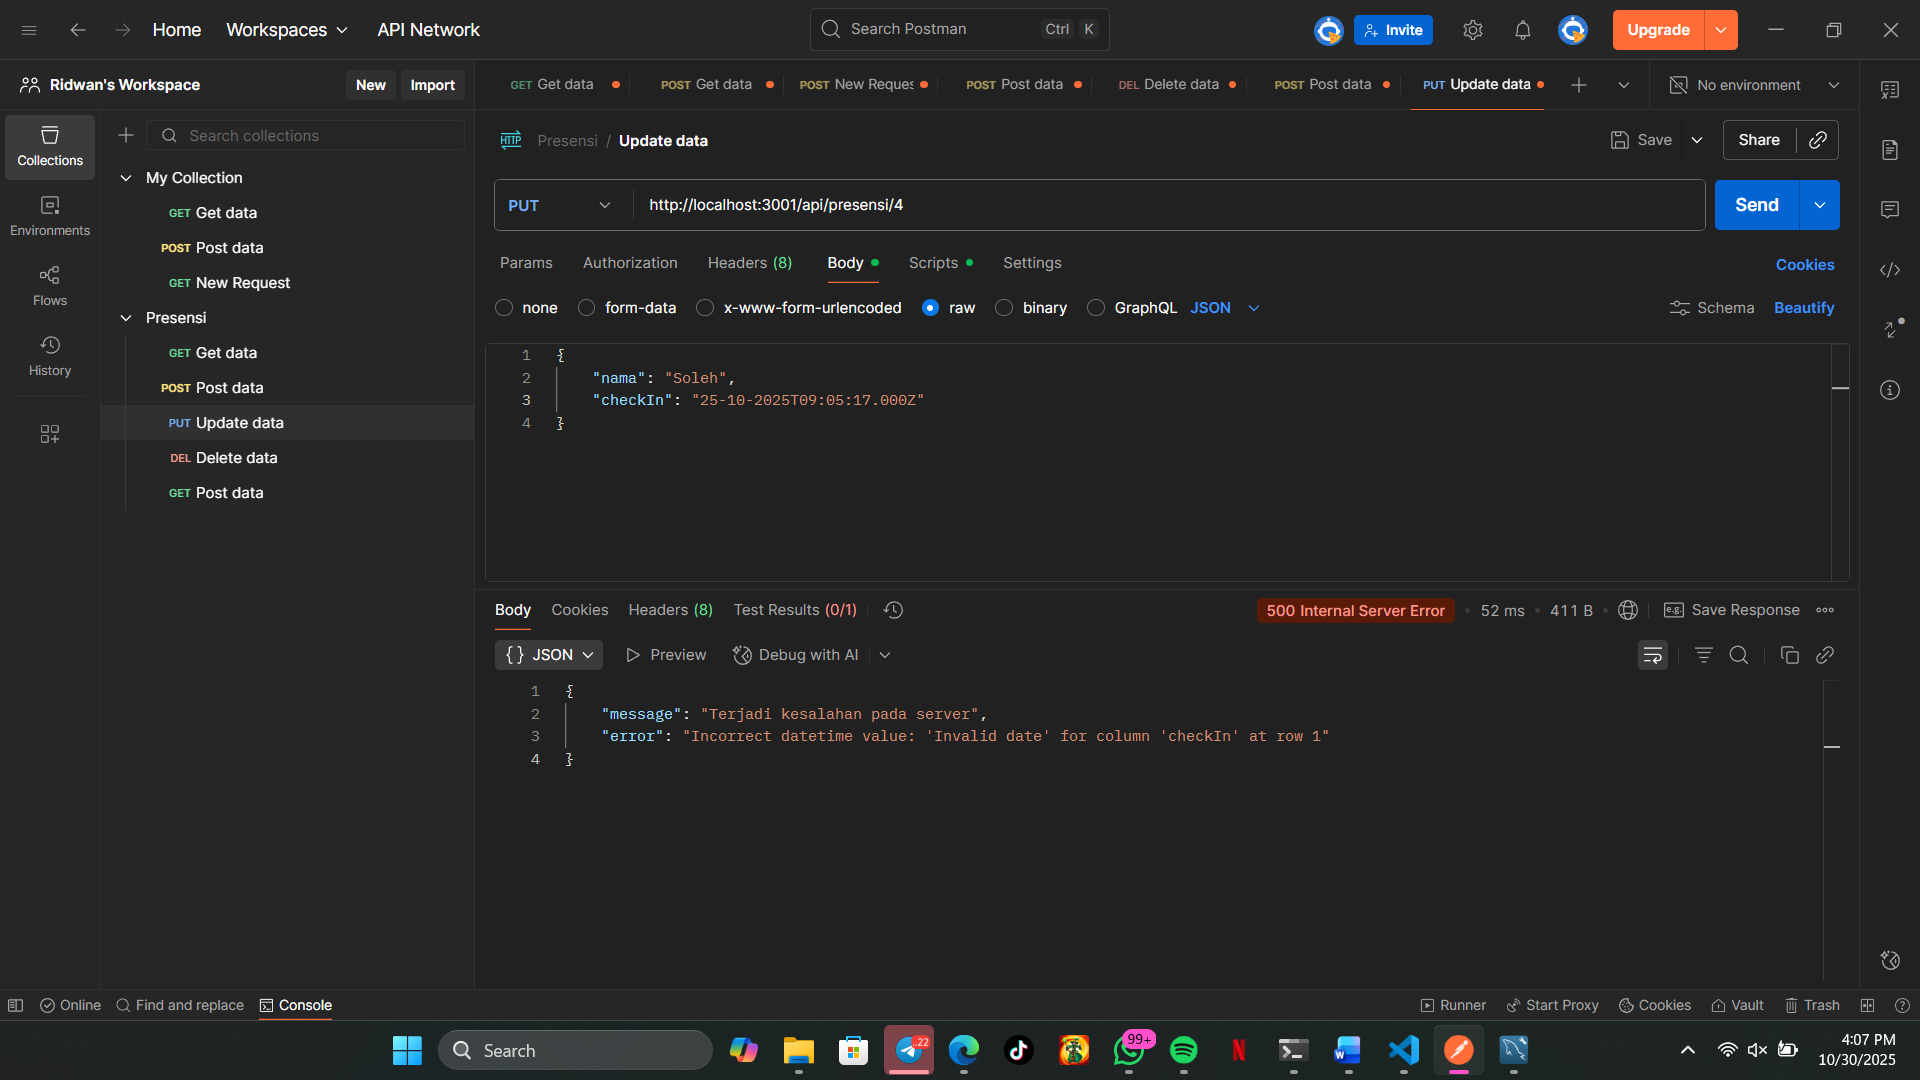 Home
Workspaces
API Network
Search Postman
Ctrl
K
Invite
Upgrade
Ridwan's Workspace
New
Import
GET Get data
POST Get data
POST New Reques
POST Post data
DEL Delete data
POST Post data
PUT Update data
No environment
Collections
Environments
Flows
History
Search collections
My Collection
GET Get data
POST Post data
GET New Request
Presensi
GET Get data
POST Post data
PUT Update data
DEL Delete data
GET Post data
HTTP Presensi / Update data
Save
Share
PUT
http://localhost:3001/api/presensi/4
Send
Params
Authorization
Headers (8)
Body
Scripts
Settings
Cookies
none
form-data
x-www-form-urlencoded
raw
binary
GraphQL
JSON
Schema
Beautify
1 {
2 "nama": "Soleh",
3 "checkIn": "25-10-2025T09:05:17.000Z"
4 }
Body
Cookies
Headers (8)
Test Results (0/1)
500 Internal Server Error
52 ms
411 B
e.g. Save Response
{} JSON
Preview
Debug with AI
1 {
2 "message": "Terjadi kesalahan pada server",
3 "error": "Incorrect datetime value: 'Invalid date' for column 'checkIn' at row 1"
4 }
Online
Find and replace
Console
Runner
Start Proxy
Cookies
Vault
Trash
Search
..22
99+
4:07 PM
10/30/2025